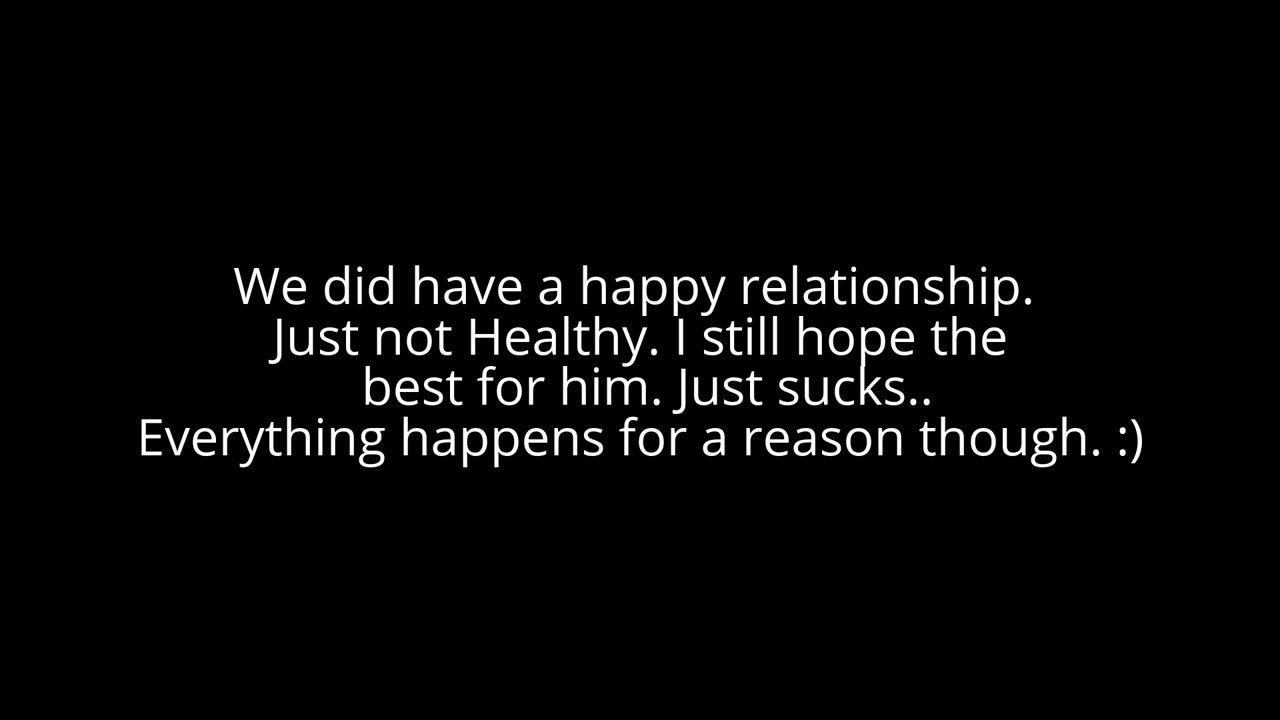 We did have a happy relationship.
Just not Healthy. I still hope the
best for him. Just sucks..
Everything happens for a reason though. :)